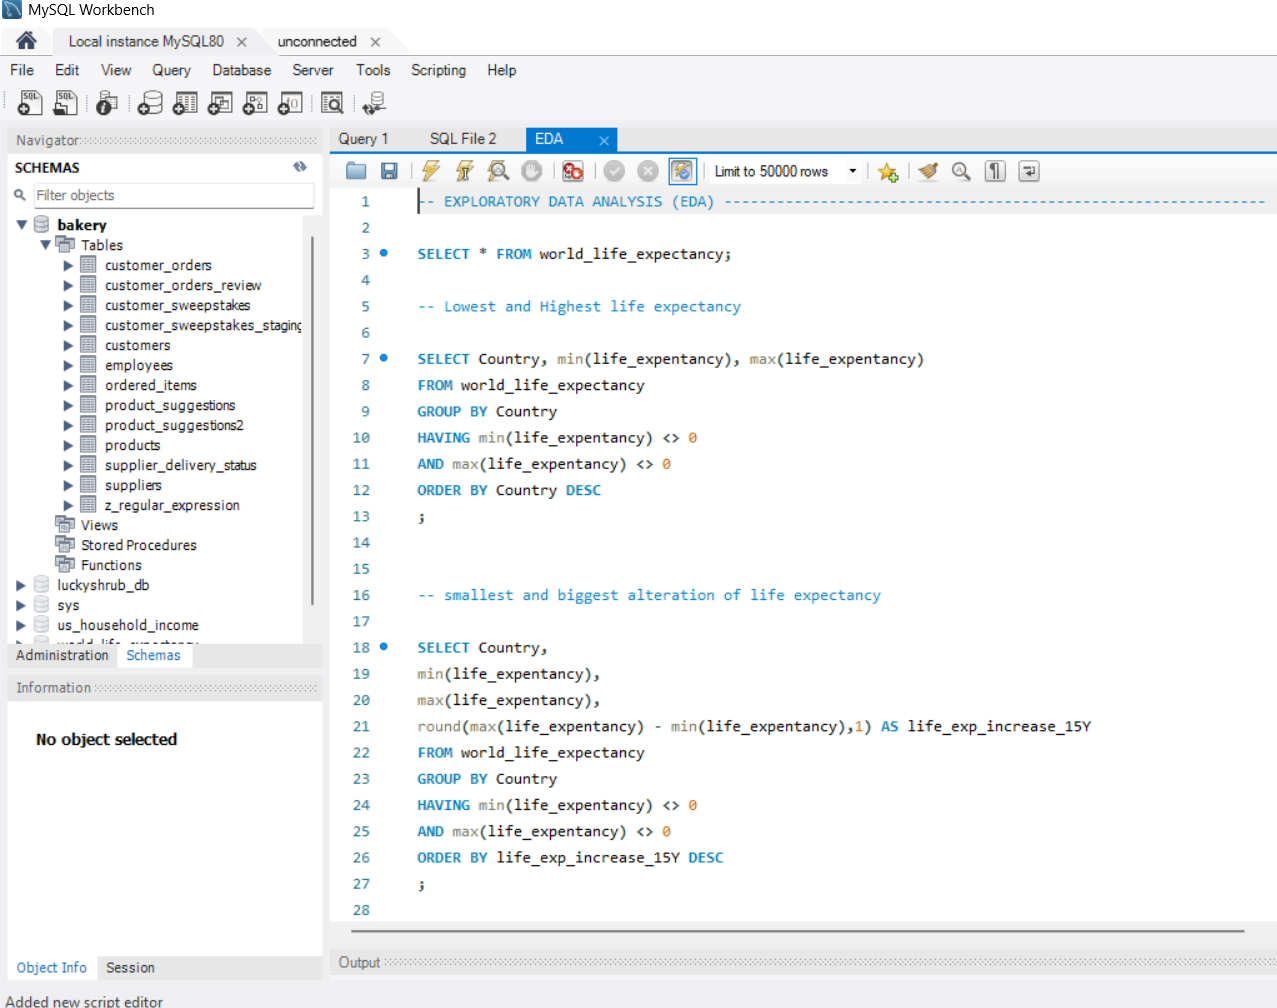 MySQL Workbench
Local instance MySQL80
unconnected
File Edit View Query Database Server Tools Scripting Help
Navigator
SCHEMAS
Filter objects
bakery
Tables
customer_orders
customer_orders_review
customer_sweepstakes
customer_sweepstakes_staging
customers
employees
ordered_items
product_suggestions
product_suggestions2
products
supplier_delivery_status
suppliers
z_regular_expression
Views
Stored Procedures
Functions
luckyshrub_db
sys
us_household_income
Administration Schemas
Information
No object selected
Object Info Session
Added new script editor
Query 1 SQL File 2 EDA
Limit to 50000 rows
1 -- EXPLORATORY DATA ANALYSIS (EDA) --------------------------------------------------------------
2
3 SELECT * FROM world_life_expectancy;
4
5 -- Lowest and Highest life expectancy
6
7 SELECT Country, min(life_expentancy), max(life_expentancy)
8 FROM world_life_expectancy
9 GROUP BY Country
10 HAVING min(life_expentancy) <> 0
11 AND max(life_expentancy) <> 0
12 ORDER BY Country DESC
13 ;
14
15
16 -- smallest and biggest alteration of life expectancy
17
18 SELECT Country,
19 min(life_expentancy),
20 max(life_expentancy),
21 round(max(life_expentancy) - min(life_expentancy),1) AS life_exp_increase_15Y
22 FROM world_life_expectancy
23 GROUP BY Country
24 HAVING min(life_expentancy) <> 0
25 AND max(life_expentancy) <> 0
26 ORDER BY life_exp_increase_15Y DESC
27 ;
28
Output